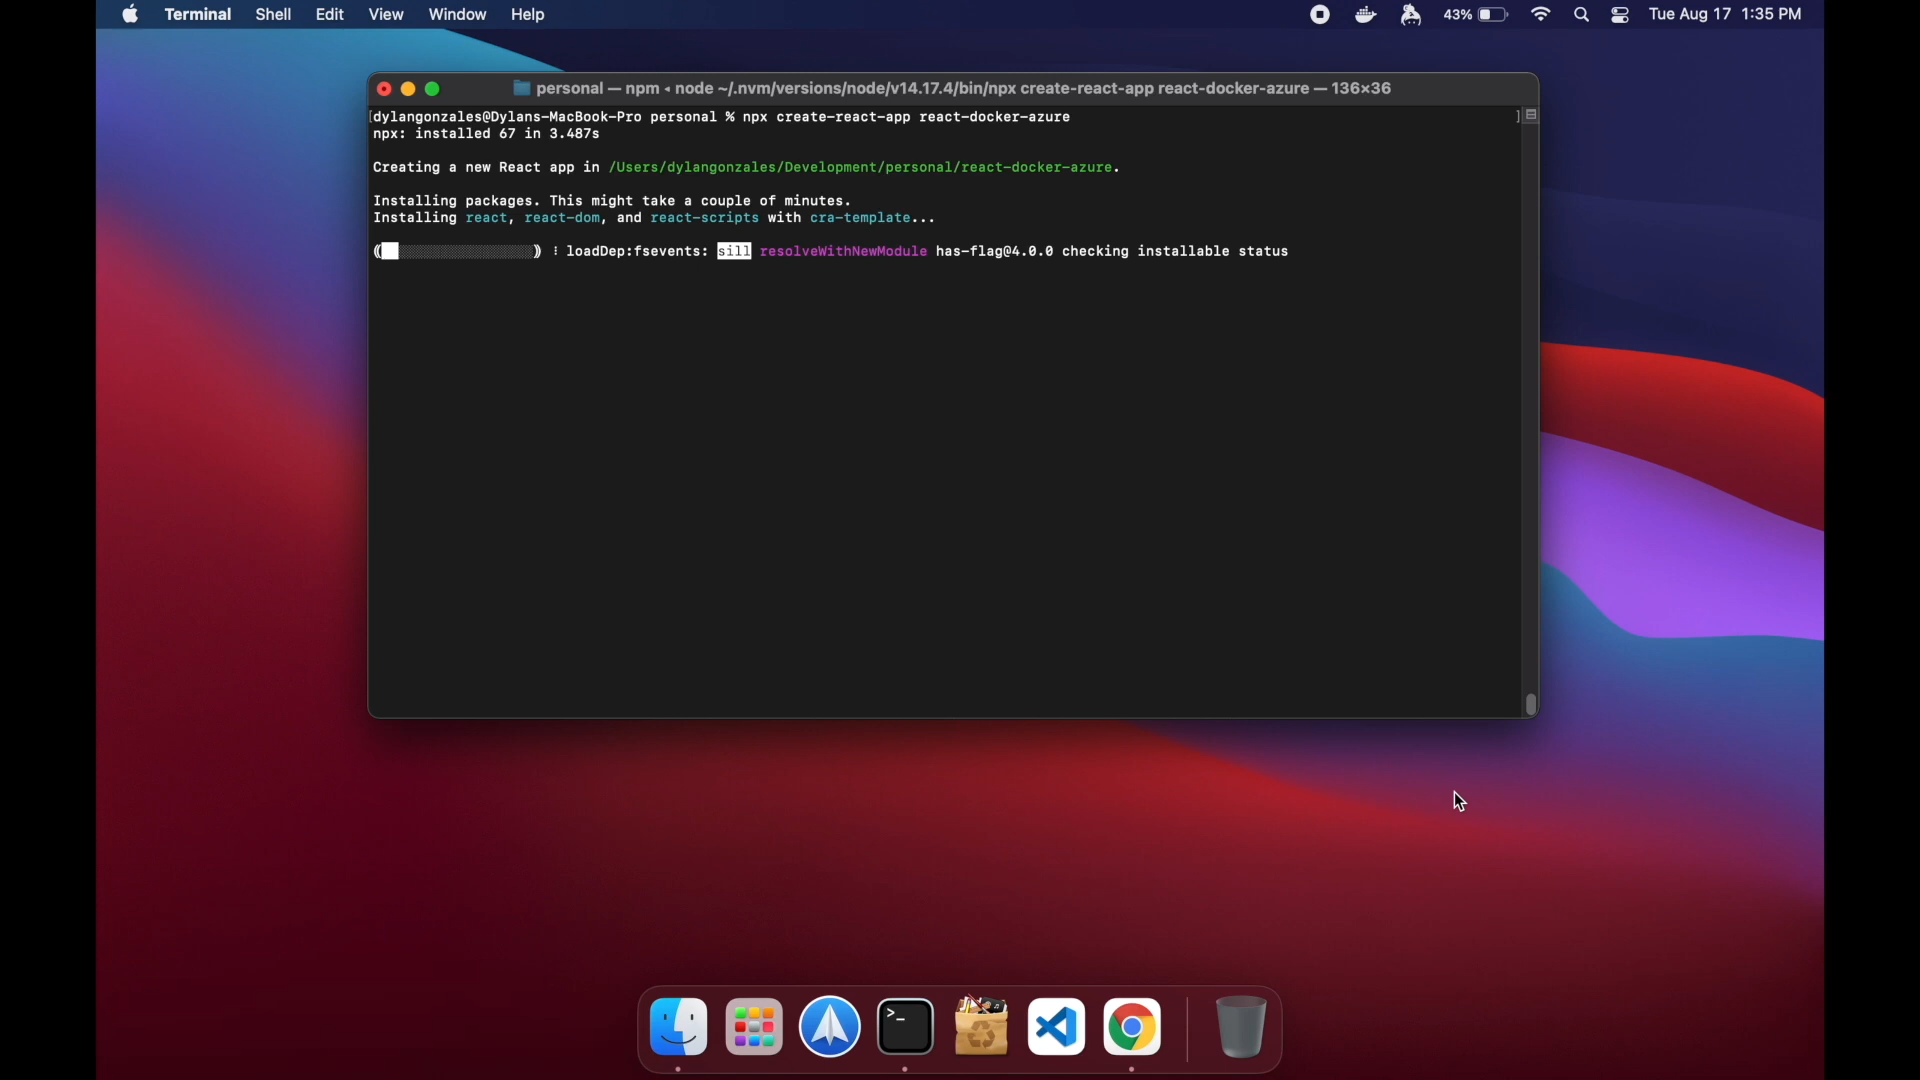 Terminal Shell Edit View Window Help 43% Tue Aug 17 1:35 PM
personal — npm ◂ node ~/.nvm/versions/node/v14.17.4/bin/npx create-react-app react-docker-azure — 136×36
[dylangonzales@Dylans-MacBook-Pro personal % npx create-react-app react-docker-azure ]
npx: installed 67 in 3.487s
Creating a new React app in /Users/dylangonzales/Development/personal/react-docker-azure.
Installing packages. This might take a couple of minutes.
Installing react, react-dom, and react-scripts with cra-template...
⸨██░░░░░░░░░░░░░░░░⸩ ⠇ loadDep:fsevents: sill resolveWithNewModule has-flag@4.0.0 checking installable status
>_